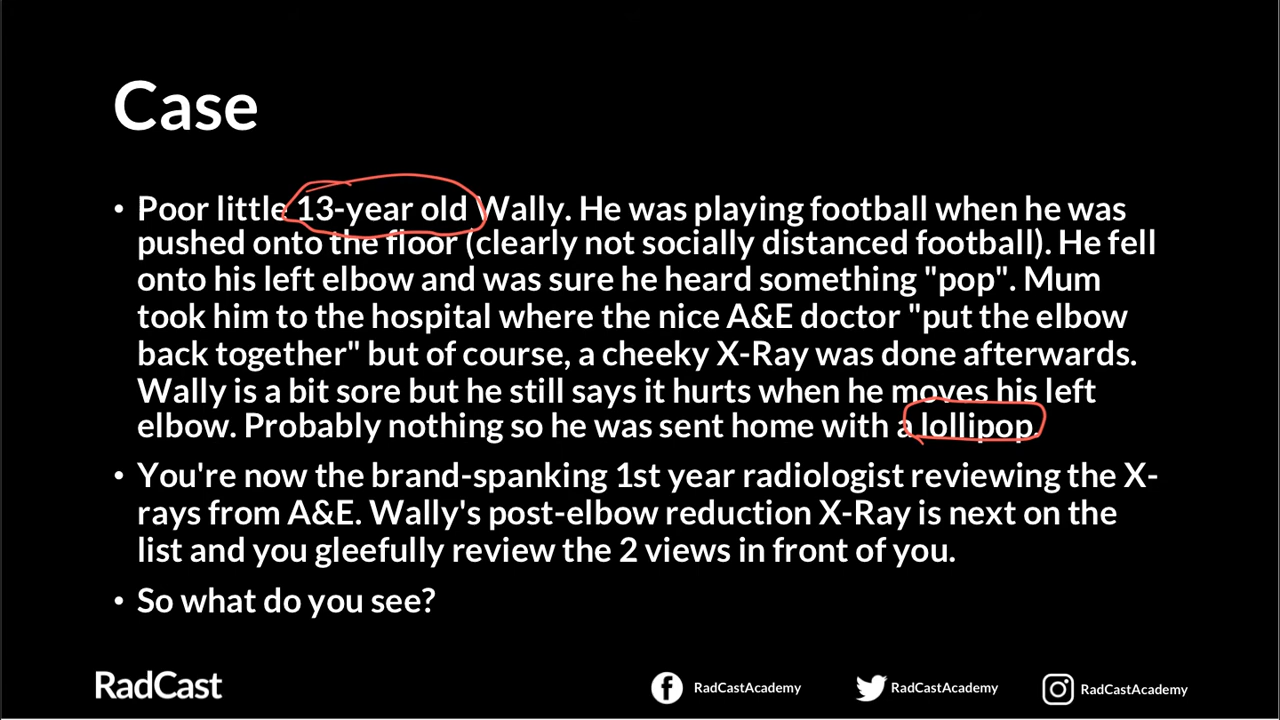 Case
• Poor little 13-year old Wally. He was playing football when he was
pushed onto the floor (clearly not socially distanced football). He fell
onto his left elbow and was sure he heard something "pop". Mum
took him to the hospital where the nice A&E doctor "put the elbow
back together" but of course, a cheeky X-Ray was done afterwards.
Wally is a bit sore but he still says it hurts when he moves his left
elbow. Probably nothing so he was sent home with a lollipop.
• You're now the brand-spanking 1st year radiologist reviewing the X-
rays from A&E. Wally's post-elbow reduction X-Ray is next on the
list and you gleefully review the 2 views in front of you.
• So what do you see?
RadCast
RadCastAcademy
RadCastAcademy
RadCastAcademy